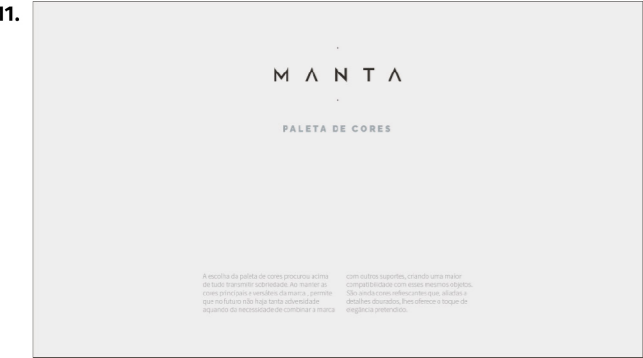 11.
MANTA
PALETA DE CORES
A escolha da paleta de cores procurou acima
de tudo transmitir sobriedade. Ao manter as
cores principais e sensíveis da marca , permite
que no futuro não haja tanta adversidade
aquando da necessidade de combinar a marca
com outros suportes, criando uma maior
compatibilidade com esses mesmos objetos.
São ainda cores refrescantes que, aliadas a
detalhes dourados, lhes oferece o toque de
elegância pretendido.